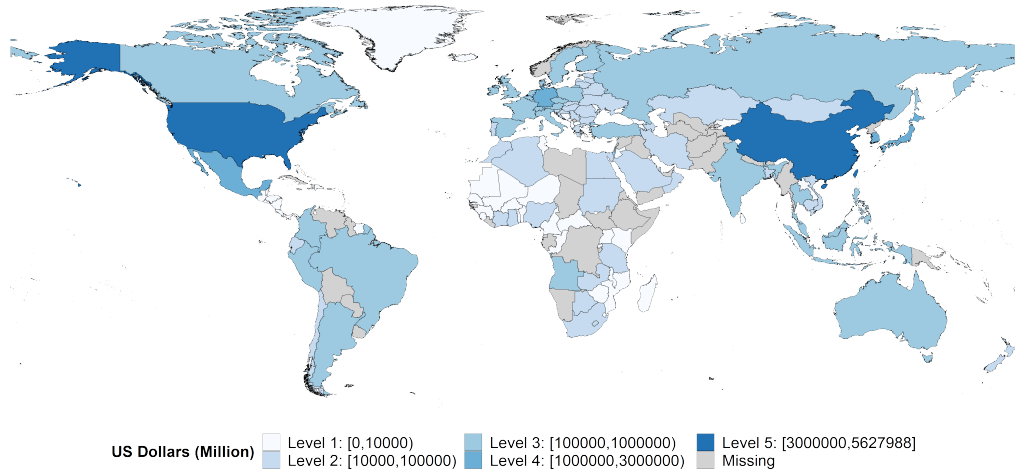 US Dollars (Million)
Level 1: [0,10000)
Level 2: [10000,100000)
Level 3: [100000,1000000)
Level 4: [1000000,3000000)
Level 5: [3000000,5627988]
Missing